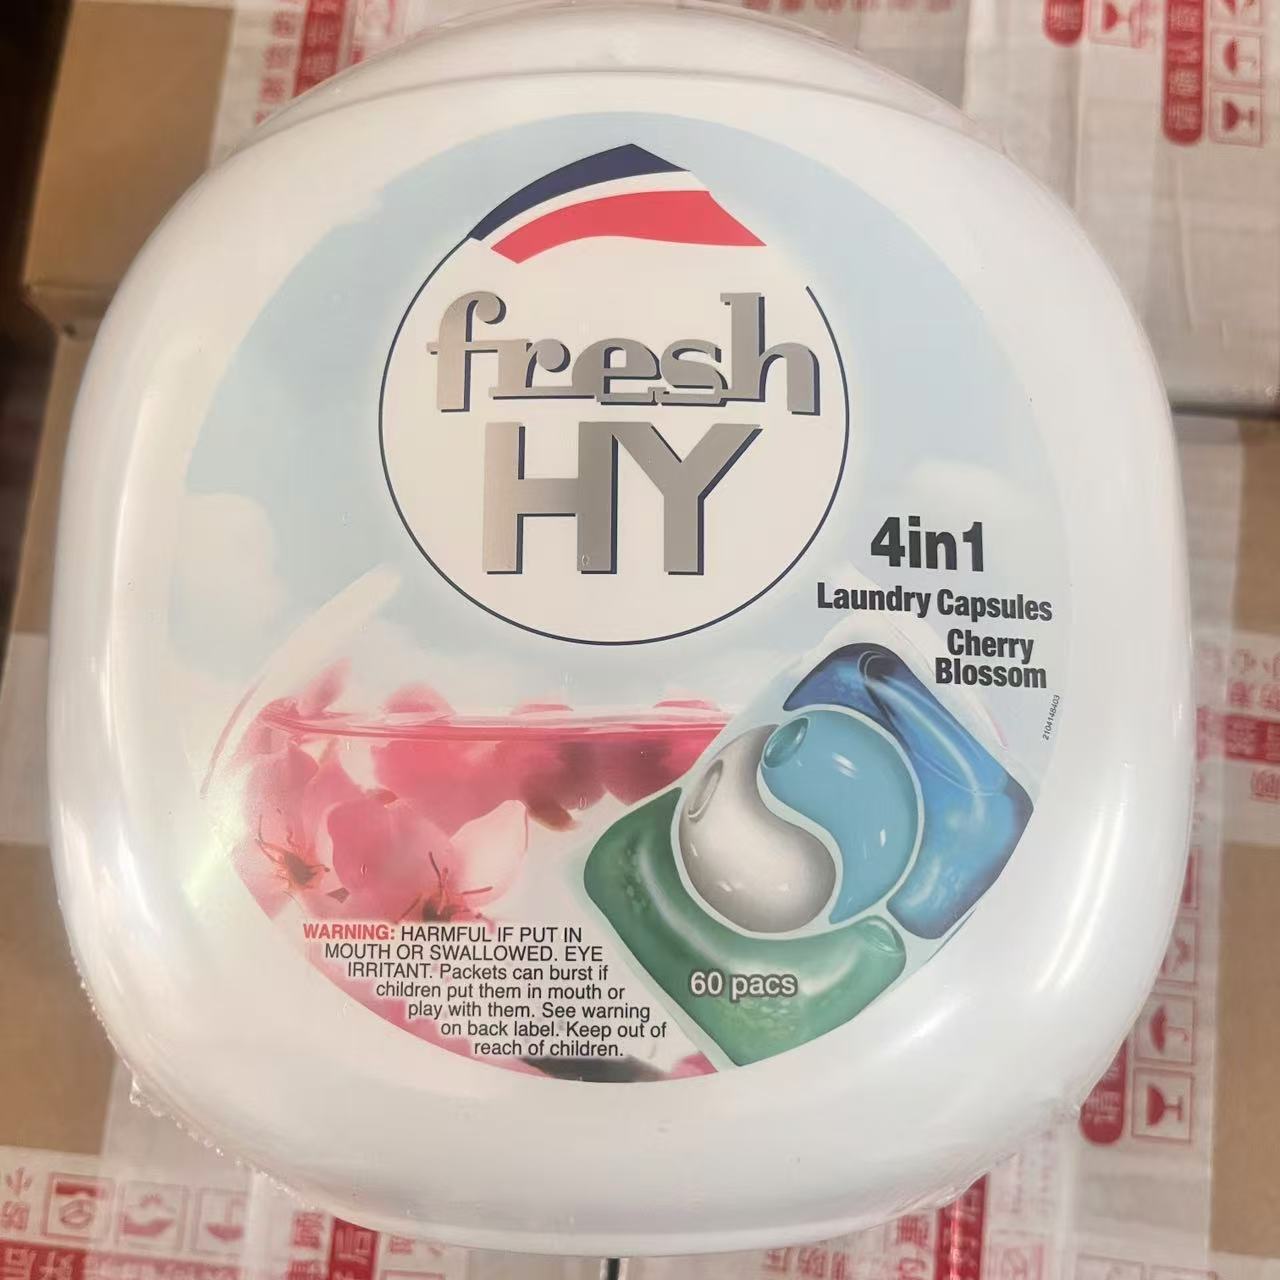 fresh
HY
4in1
Laundry Capsules
Cherry
Blossom
2104148403
WARNING: HARMFUL IF PUT IN
MOUTH OR SWALLOWED. EYE
IRRITANT. Packets can burst if
children put them in mouth or
play with them. See warning
on back label. Keep out of
reach of children.
60 pacs